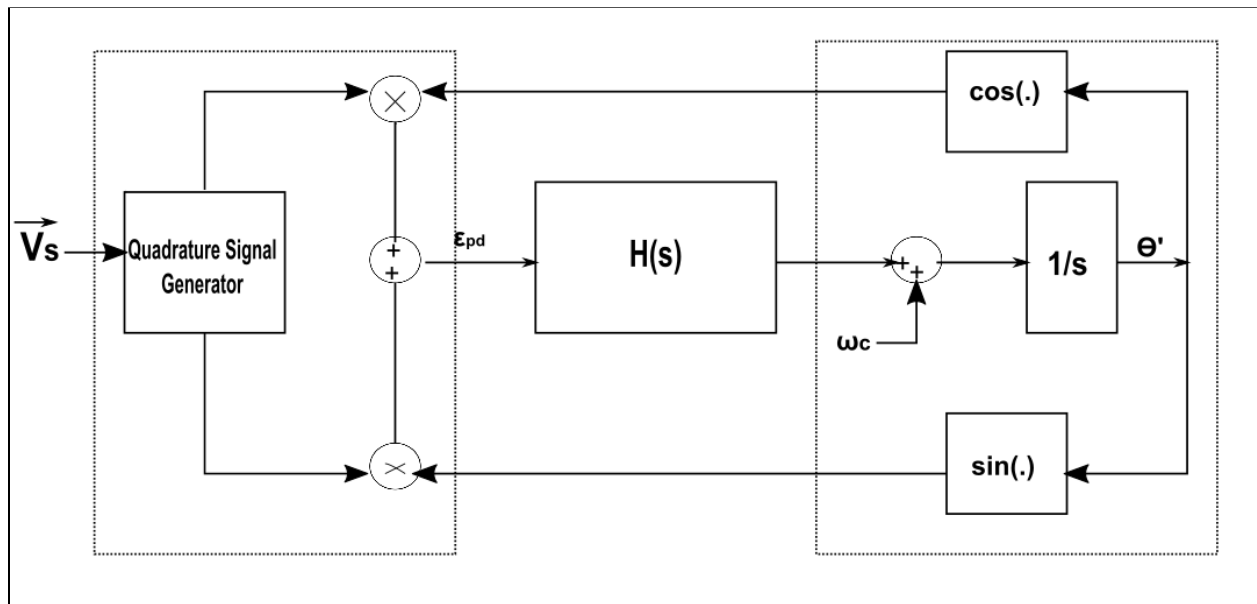 cos(.)
×
Vs
Quadrature Signal
Generator
+
+
εpd
H(s)
+
+
ωc
1/s
Ө'
×
sin(.)